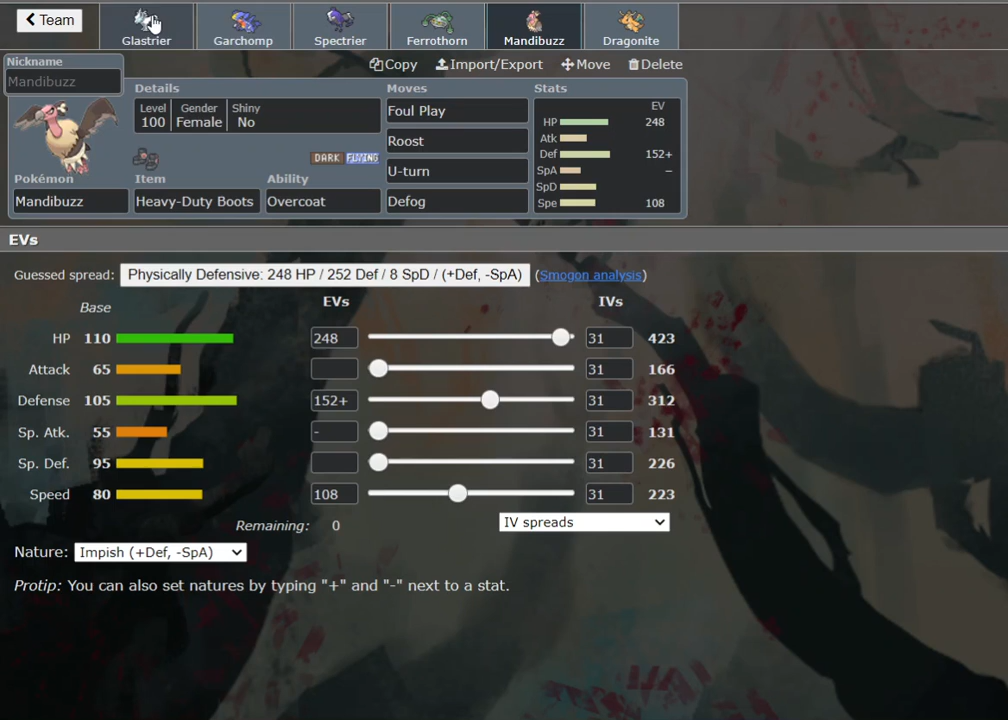 Team
Glastrier Garchomp Spectrier Ferrothorn Mandibuzz Dragonite
Copy Import/Export Move Delete
Nickname
Mandibuzz
Details
Level Gender Shiny
100 Female No
DARK FLYING
Pokémon Item Ability
Mandibuzz Heavy-Duty Boots Overcoat
Moves
Foul Play
Roost
U-turn
Defog
Stats
EV
HP 248
Atk
Def 152+
SpA –
SpD
Spe 108
EVs
Guessed spread: Physically Defensive: 248 HP / 252 Def / 8 SpD / (+Def, -SpA) (Smogon analysis)
Base EVs IVs
HP 110 248 31 423
Attack 65 31 166
Defense 105 152+ 31 312
Sp. Atk. 55 - 31 131
Sp. Def. 95 31 226
Speed 80 108 31 223
Remaining: 0 IV spreads
Nature: Impish (+Def, -SpA)
Protip: You can also set natures by typing "+" and "-" next to a stat.